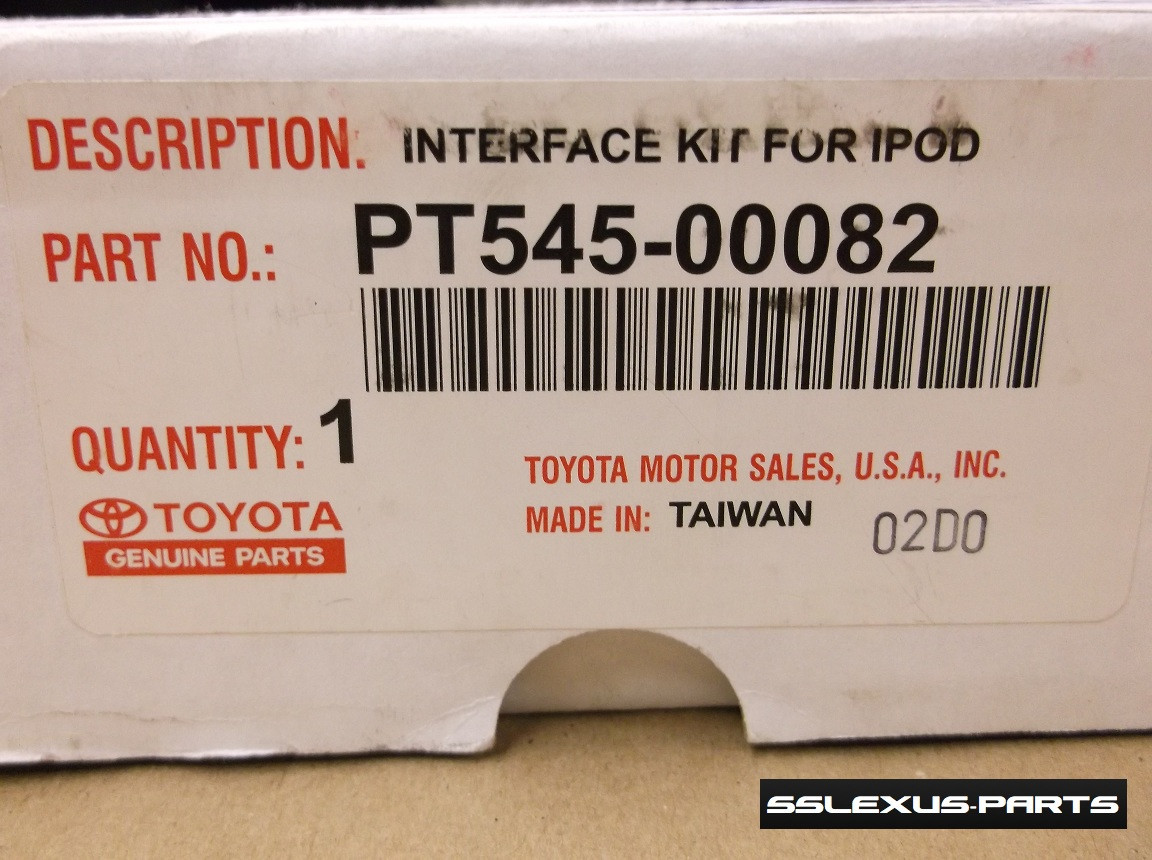 DESCRIPTION: INTERFACE KIT FOR IPOD
PART NO.: PT545-00082
QUANTITY: 1
TOYOTA MOTOR SALES, U.S.A., INC.
TOYOTA
MADE IN: TAIWAN 02D0
GENUINE PARTS
SSLEXUS-PARTS